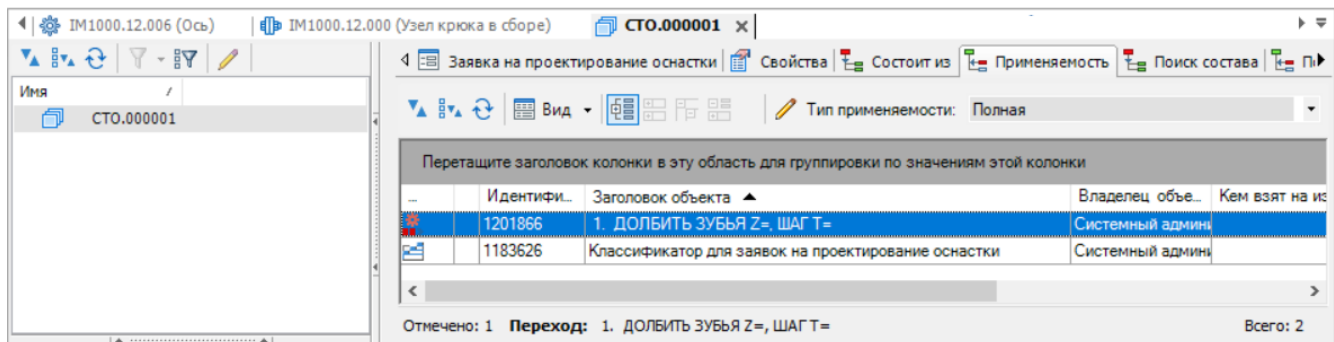 IM1000.12.006 (Ось) IM1000.12.000 (Узел крюка в сборе) СТО.000001
Заявка на проектирование оснастки Свойства Состоит из Применяемость Поиск состава
Имя
СТО.000001
Вид Тип применяемости: Полная
Перетащите заголовок колонки в эту область для группировки по значениям этой колонки
... Идентифи... Заголовок объекта Владелец объе... Кем взят на из
1201866 1. ДОЛБИТЬ ЗУБЬЯ Z=, ШАГ T= Системный админи
1183626 Классификатор для заявок на проектирование оснастки Системный админи
Отмечено: 1 Переход: 1. ДОЛБИТЬ ЗУБЬЯ Z=, ШАГ T= Всего: 2